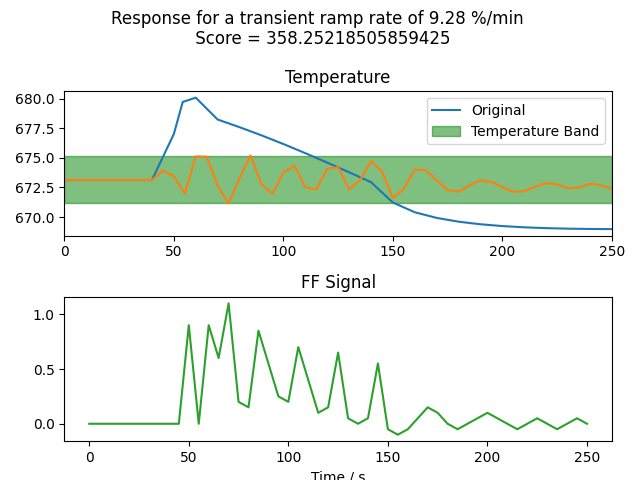 Response for a transient ramp rate of 9.28 %/min
Score = 358.25218505859425
Temperature
680.0
677.5
675.0
672.5
670.0
Original
Temperature Band
0 50 100 150 200 250
FF Signal
1.0
0.5
0.0
0 50 100 150 200 250
Time / s